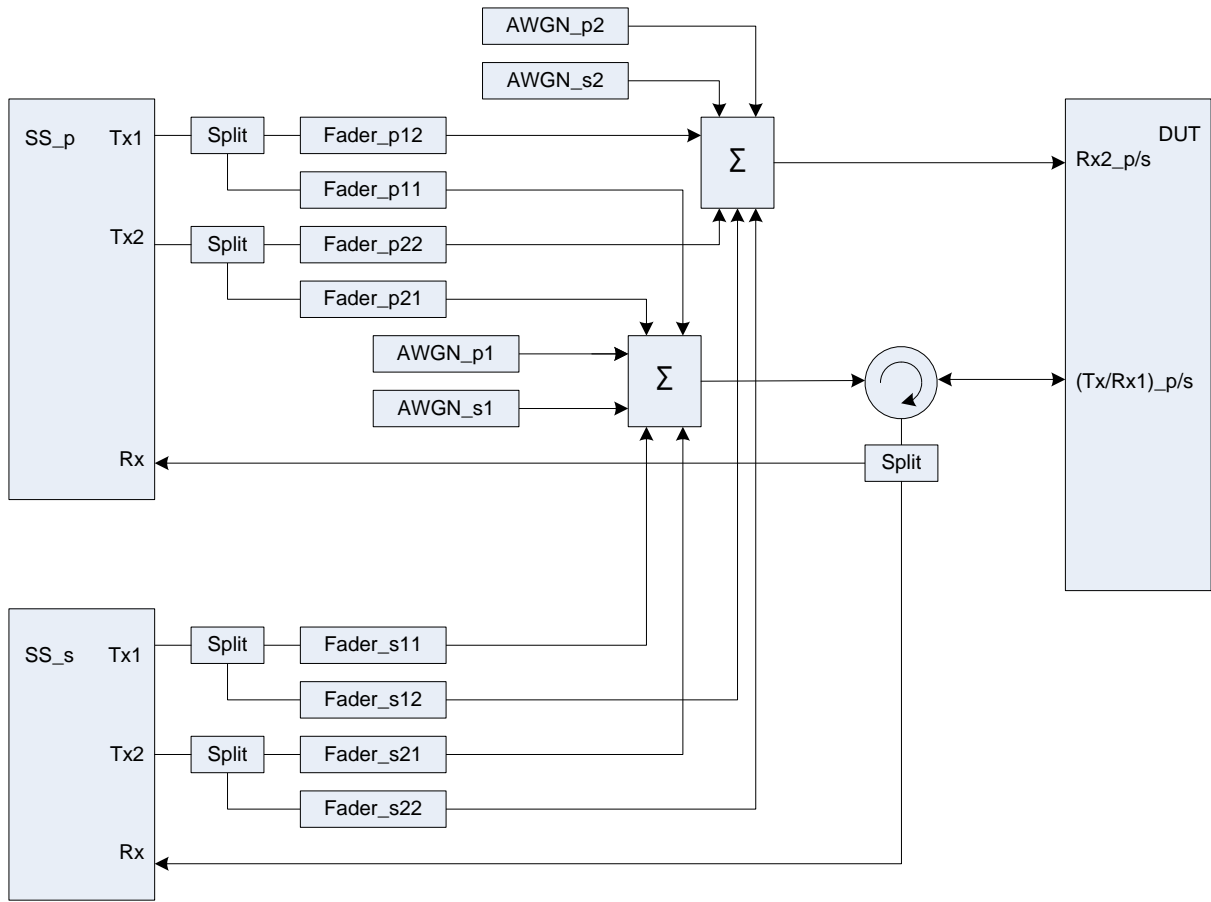 AWGN_p2
AWGN_s2
SS_p
Tx1
Split
Fader_p12
Σ
DUT
Rx2_p/s
Fader_p11
Tx2
Split
Fader_p22
Fader_p21
AWGN_p1
Σ
(Tx/Rx1)_p/s
AWGN_s1
Rx
Split
SS_s
Tx1
Split
Fader_s11
Fader_s12
Tx2
Split
Fader_s21
Fader_s22
Rx